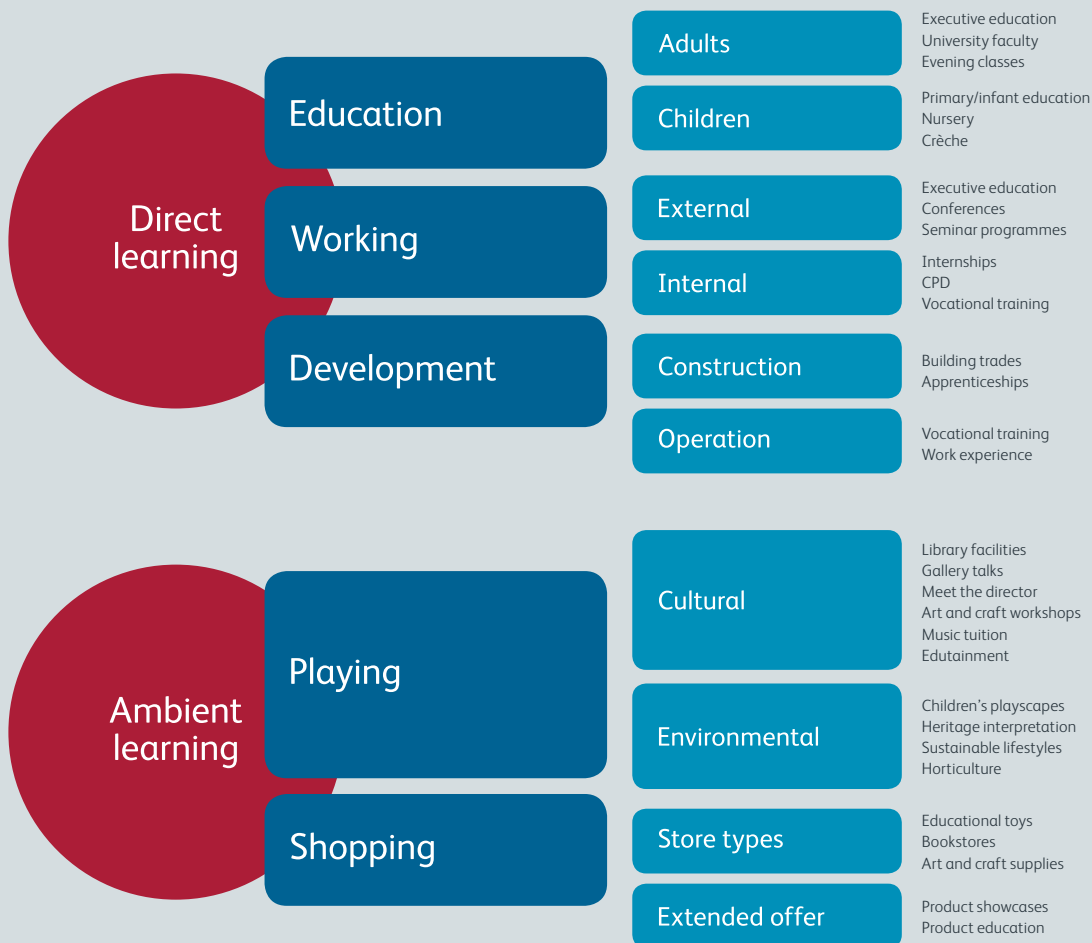 Direct
learning
Education
Adults
Executive education
University faculty
Evening classes
Children
Primary/infant education
Nursery
Crèche
Working
External
Executive education
Conferences
Seminar programmes
Internal
Internships
CPD
Vocational training
Development
Construction
Building trades
Apprenticeships
Operation
Vocational training
Work experience
Ambient
learning
Playing
Cultural
Library facilities
Gallery talks
Meet the director
Art and craft workshops
Music tuition
Edutainment
Environmental
Children's playscapes
Heritage interpretation
Sustainable lifestyles
Horticulture
Shopping
Store types
Educational toys
Bookstores
Art and craft supplies
Extended offer
Product showcases
Product education